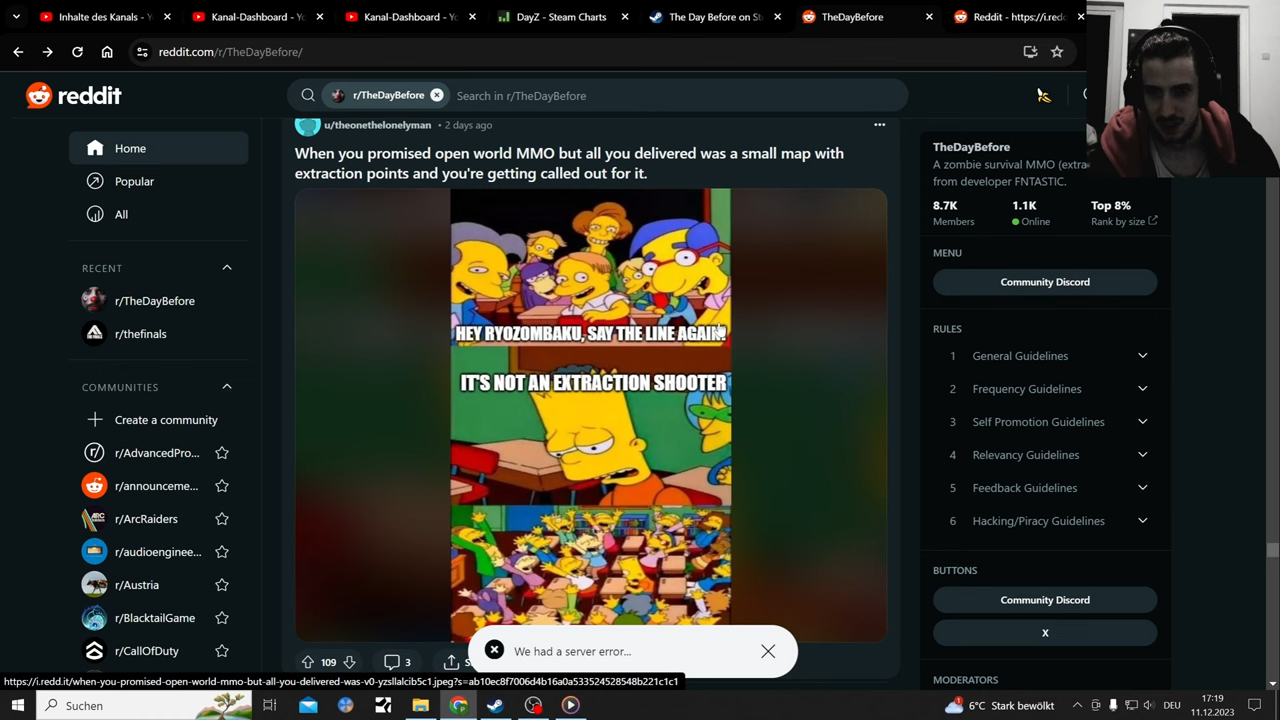 Inhalte des Kanals - Y
Kanal-Dashboard - Yo
Kanal-Dashboard - Yo
DayZ - Steam Charts
The Day Before on St
TheDayBefore
Reddit - https://i.red
reddit.com/r/TheDayBefore/
reddit
r/TheDayBefore
Search in r/TheDayBefore
Home
Popular
All
RECENT
r/TheDayBefore
r/thefinals
COMMUNITIES
Create a community
r/AdvancedPro...
r/announceme...
r/ArcRaiders
r/audioenginee...
r/Austria
r/BlacktailGame
r/CallOfDuty
u/theonethelonelyman • 2 days ago
When you promised open world MMO but all you delivered was a small map with
extraction points and you're getting called out for it.
HEY RYOZOMBAKU, SAY THE LINE AGAIN!
IT'S NOT AN EXTRACTION SHOOTER
109
3
We had a server error...
TheDayBefore
A zombie survival MMO (extra
from developer FNTASTIC.
8.7K
1.1K
Top 8%
Members
Online
Rank by size
MENU
Community Discord
RULES
1 General Guidelines
2 Frequency Guidelines
3 Self Promotion Guidelines
4 Relevancy Guidelines
5 Feedback Guidelines
6 Hacking/Piracy Guidelines
BUTTONS
Community Discord
X
MODERATORS
https://i.redd.it/when-you-promised-open-world-mmo-but-all-you-delivered-was-v0-yzsllalcib5c1.jpeg?s=ab10ec8f7006d4b16a0a533524528548b221c1c1
Suchen
6°C Stark bewölkt
DEU
17:19
11.12.2023